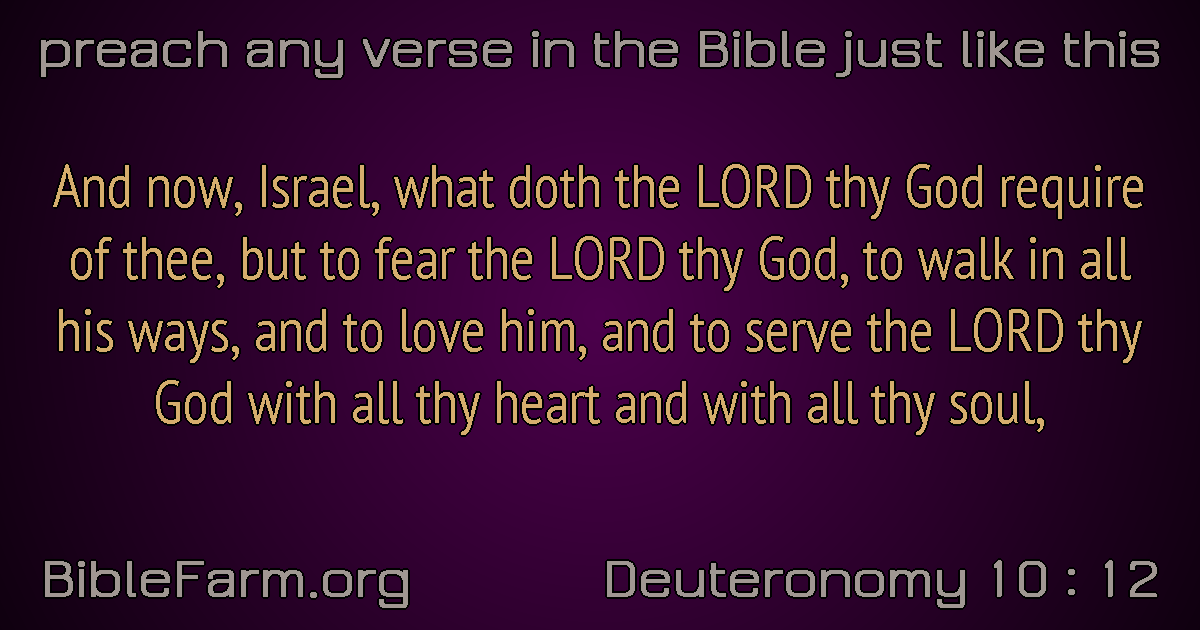 preach any verse in the Bible just like this
And now, Israel, what doth the LORD thy God require
of thee, but to fear the LORD thy God, to walk in all
his ways, and to love him, and to serve the LORD thy
God with all thy heart and with all thy soul,
BibleFarm.org
Deuteronomy 10 : 12